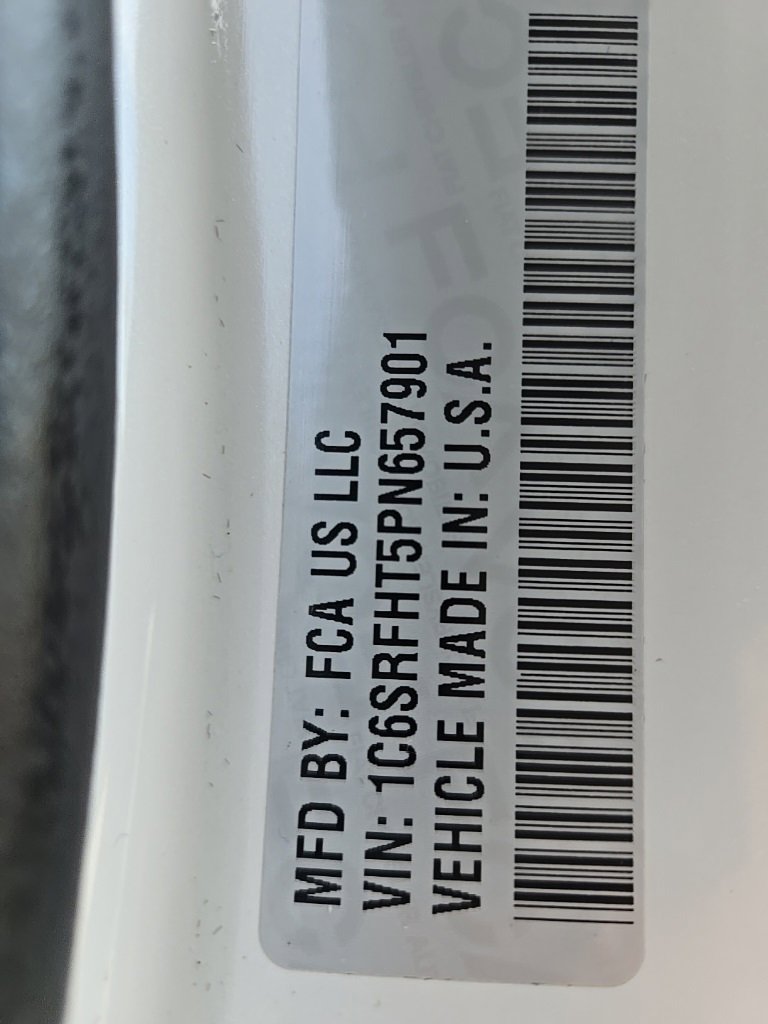 MFD BY: FCA US LLC
VIN: 1C6SRFHT5PN657901
VEHICLE MADE IN: U.S.A.